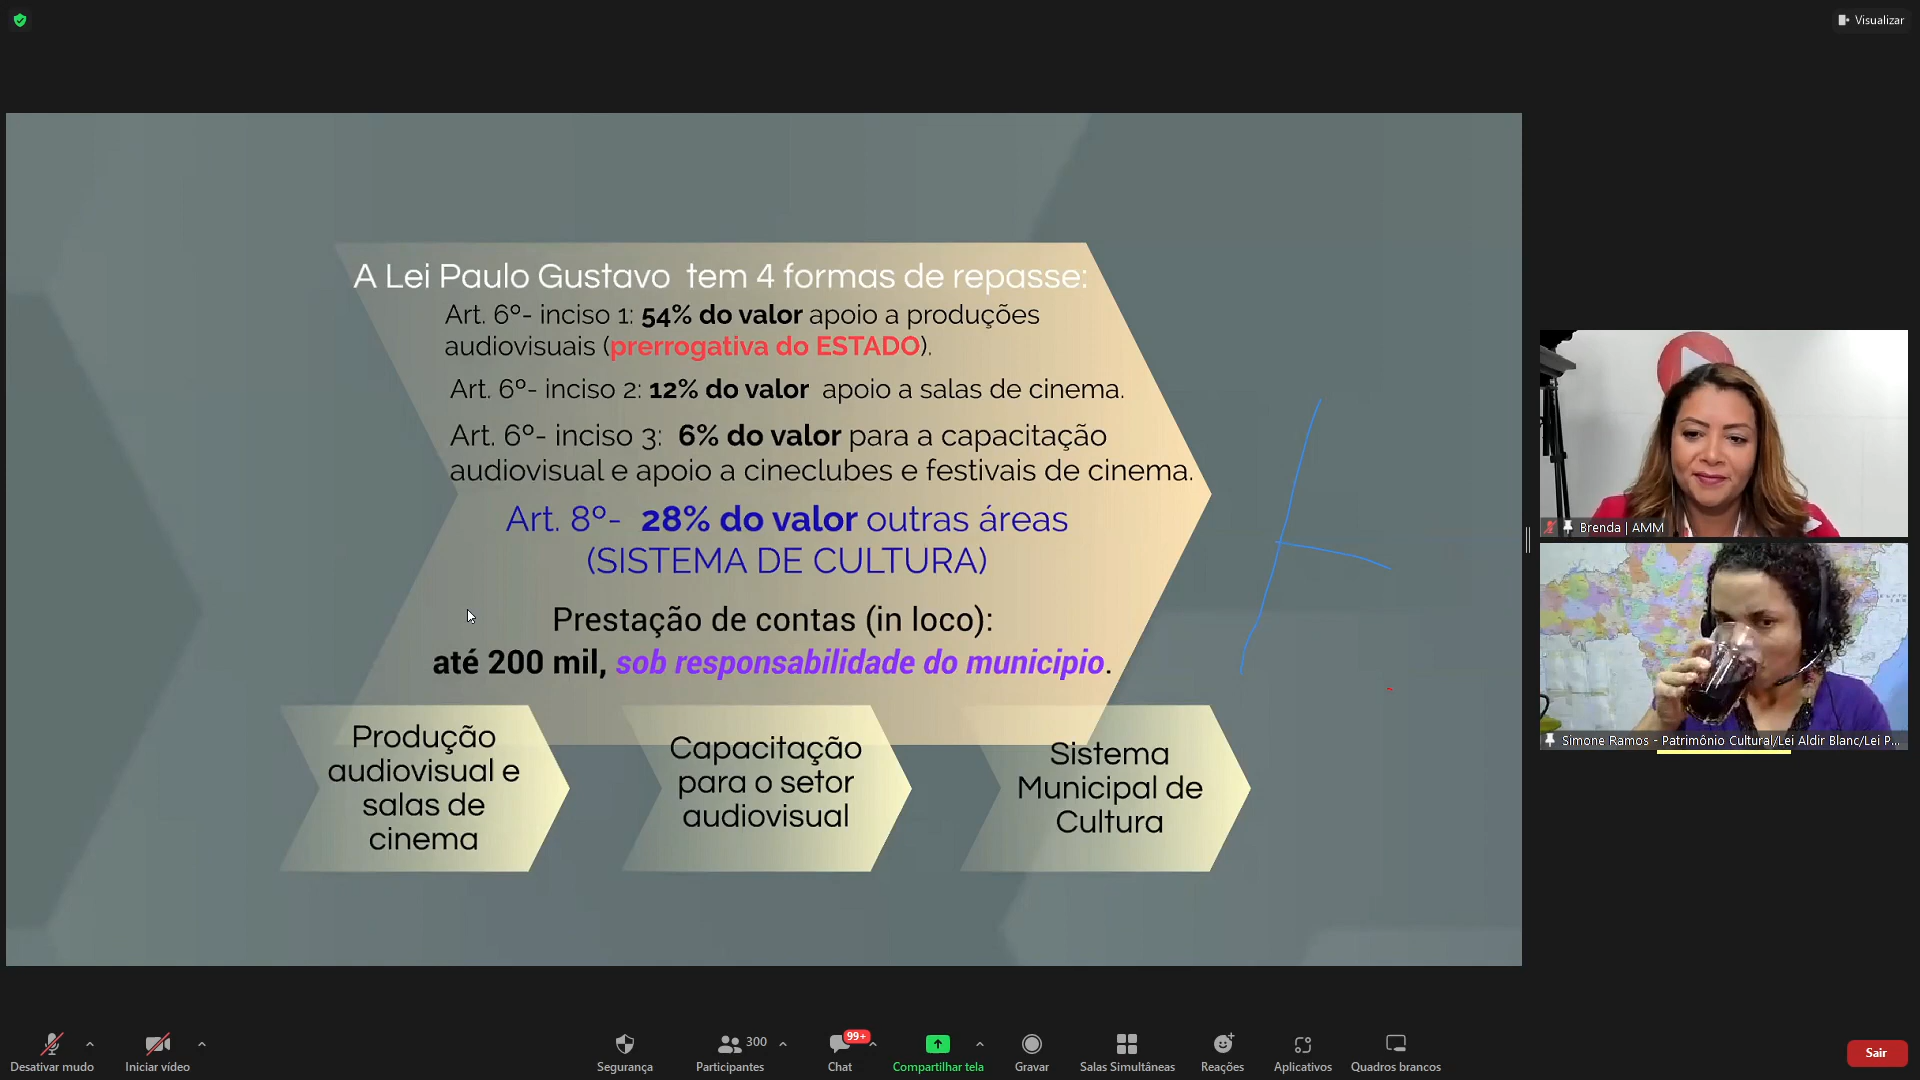 Visualizar
A Lei Paulo Gustavo tem 4 formas de repasse:
Art. 6º- inciso 1: 54% do valor apoio a produções
audiovisuais (prerrogativa do ESTADO).
Art. 6º- inciso 2: 12% do valor apoio a salas de cinema.
Art. 6º- inciso 3: 6% do valor para a capacitação
audiovisual e apoio a cineclubes e festivais de cinema.
Art. 8º- 28% do valor outras áreas
(SISTEMA DE CULTURA)
Prestação de contas (in loco):
até 200 mil, sob responsabilidade do municipio.
Produção
audiovisual e
salas de
cinema
Capacitação
para o setor
audiovisual
Sistema
Municipal de
Cultura
Brenda | AMM
Simone Ramos - Patrimônio Cultural/Lei Aldir Blanc/Lei P...
Desativar mudo
Iniciar vídeo
Segurança
300
Participantes
99+
Chat
Compartilhar tela
Gravar
Salas Simultâneas
Reações
Aplicativos
Quadros brancos
Sair